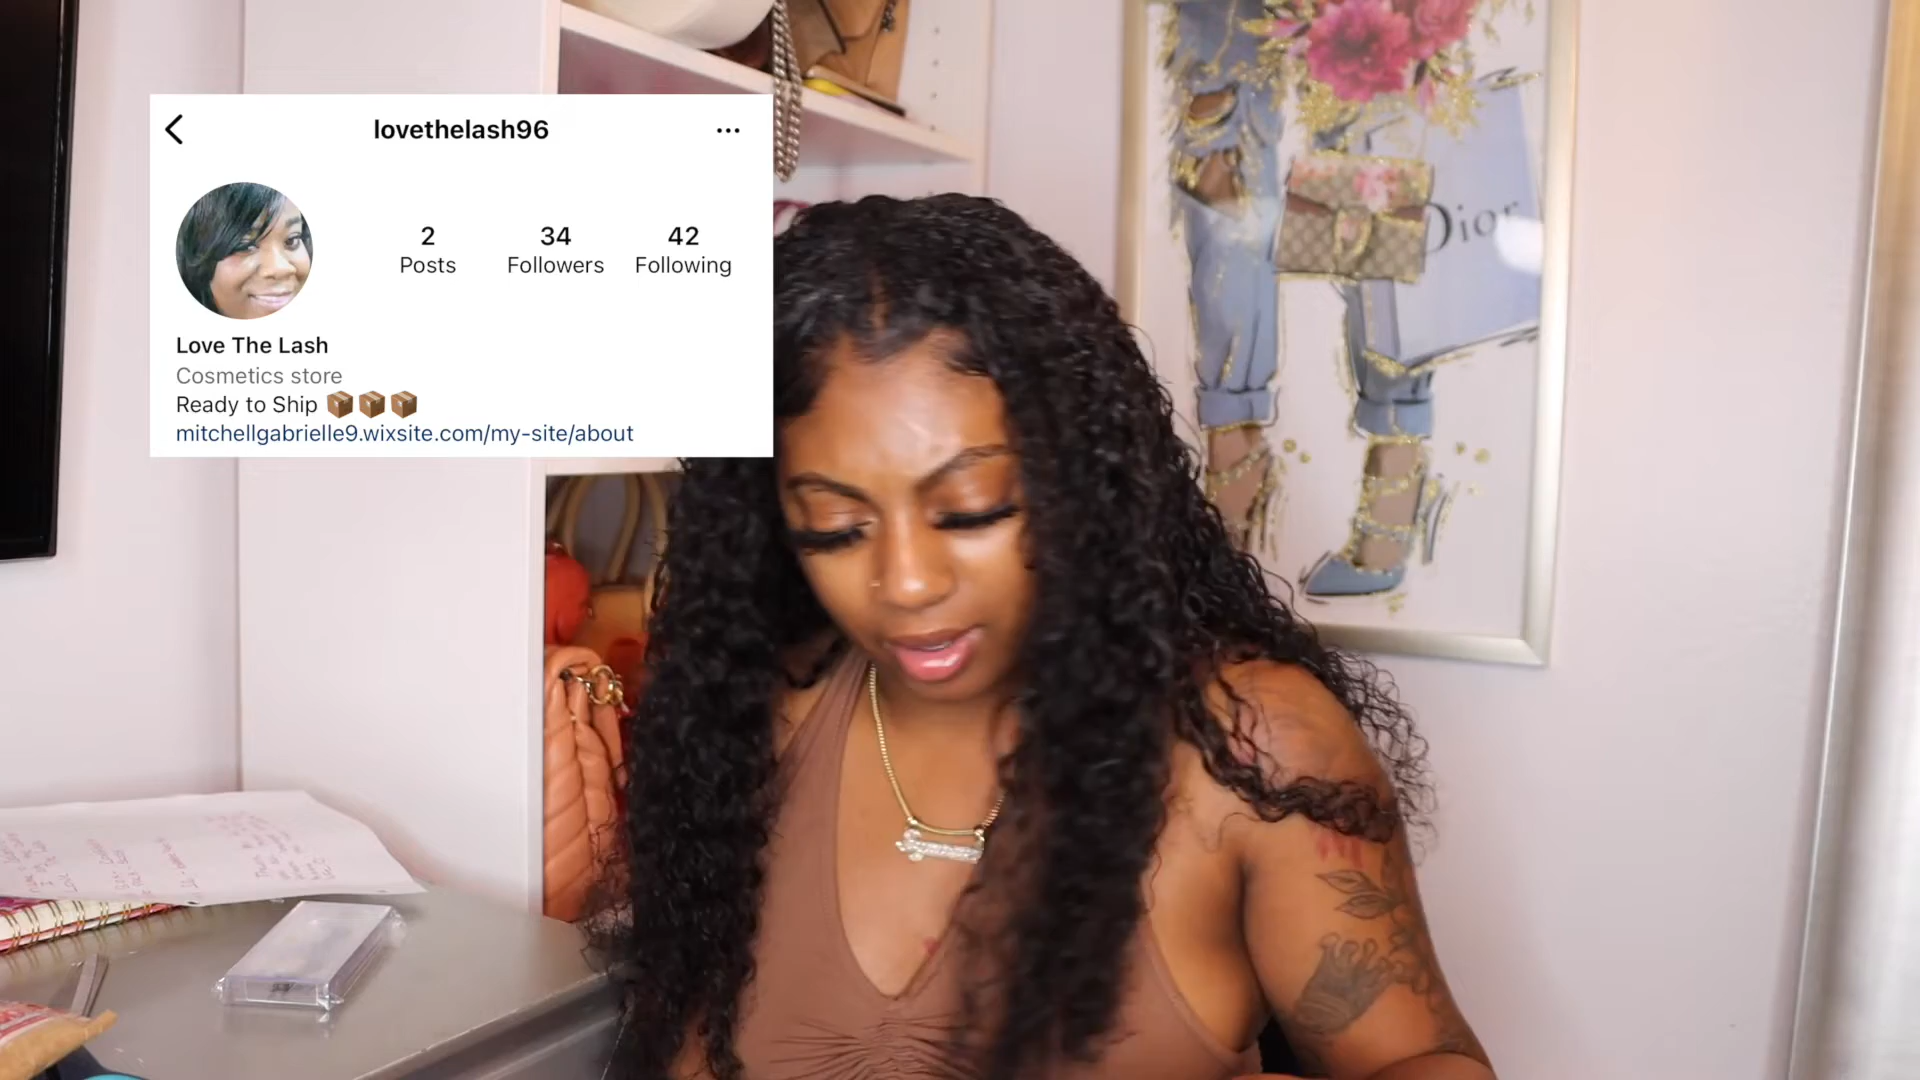 lovethelash96
2 34 42
Posts Followers Following
Love The Lash
Cosmetics store
Ready to Ship 📦📦📦
mitchellgabrielle9.wixsite.com/my-site/about
Dior